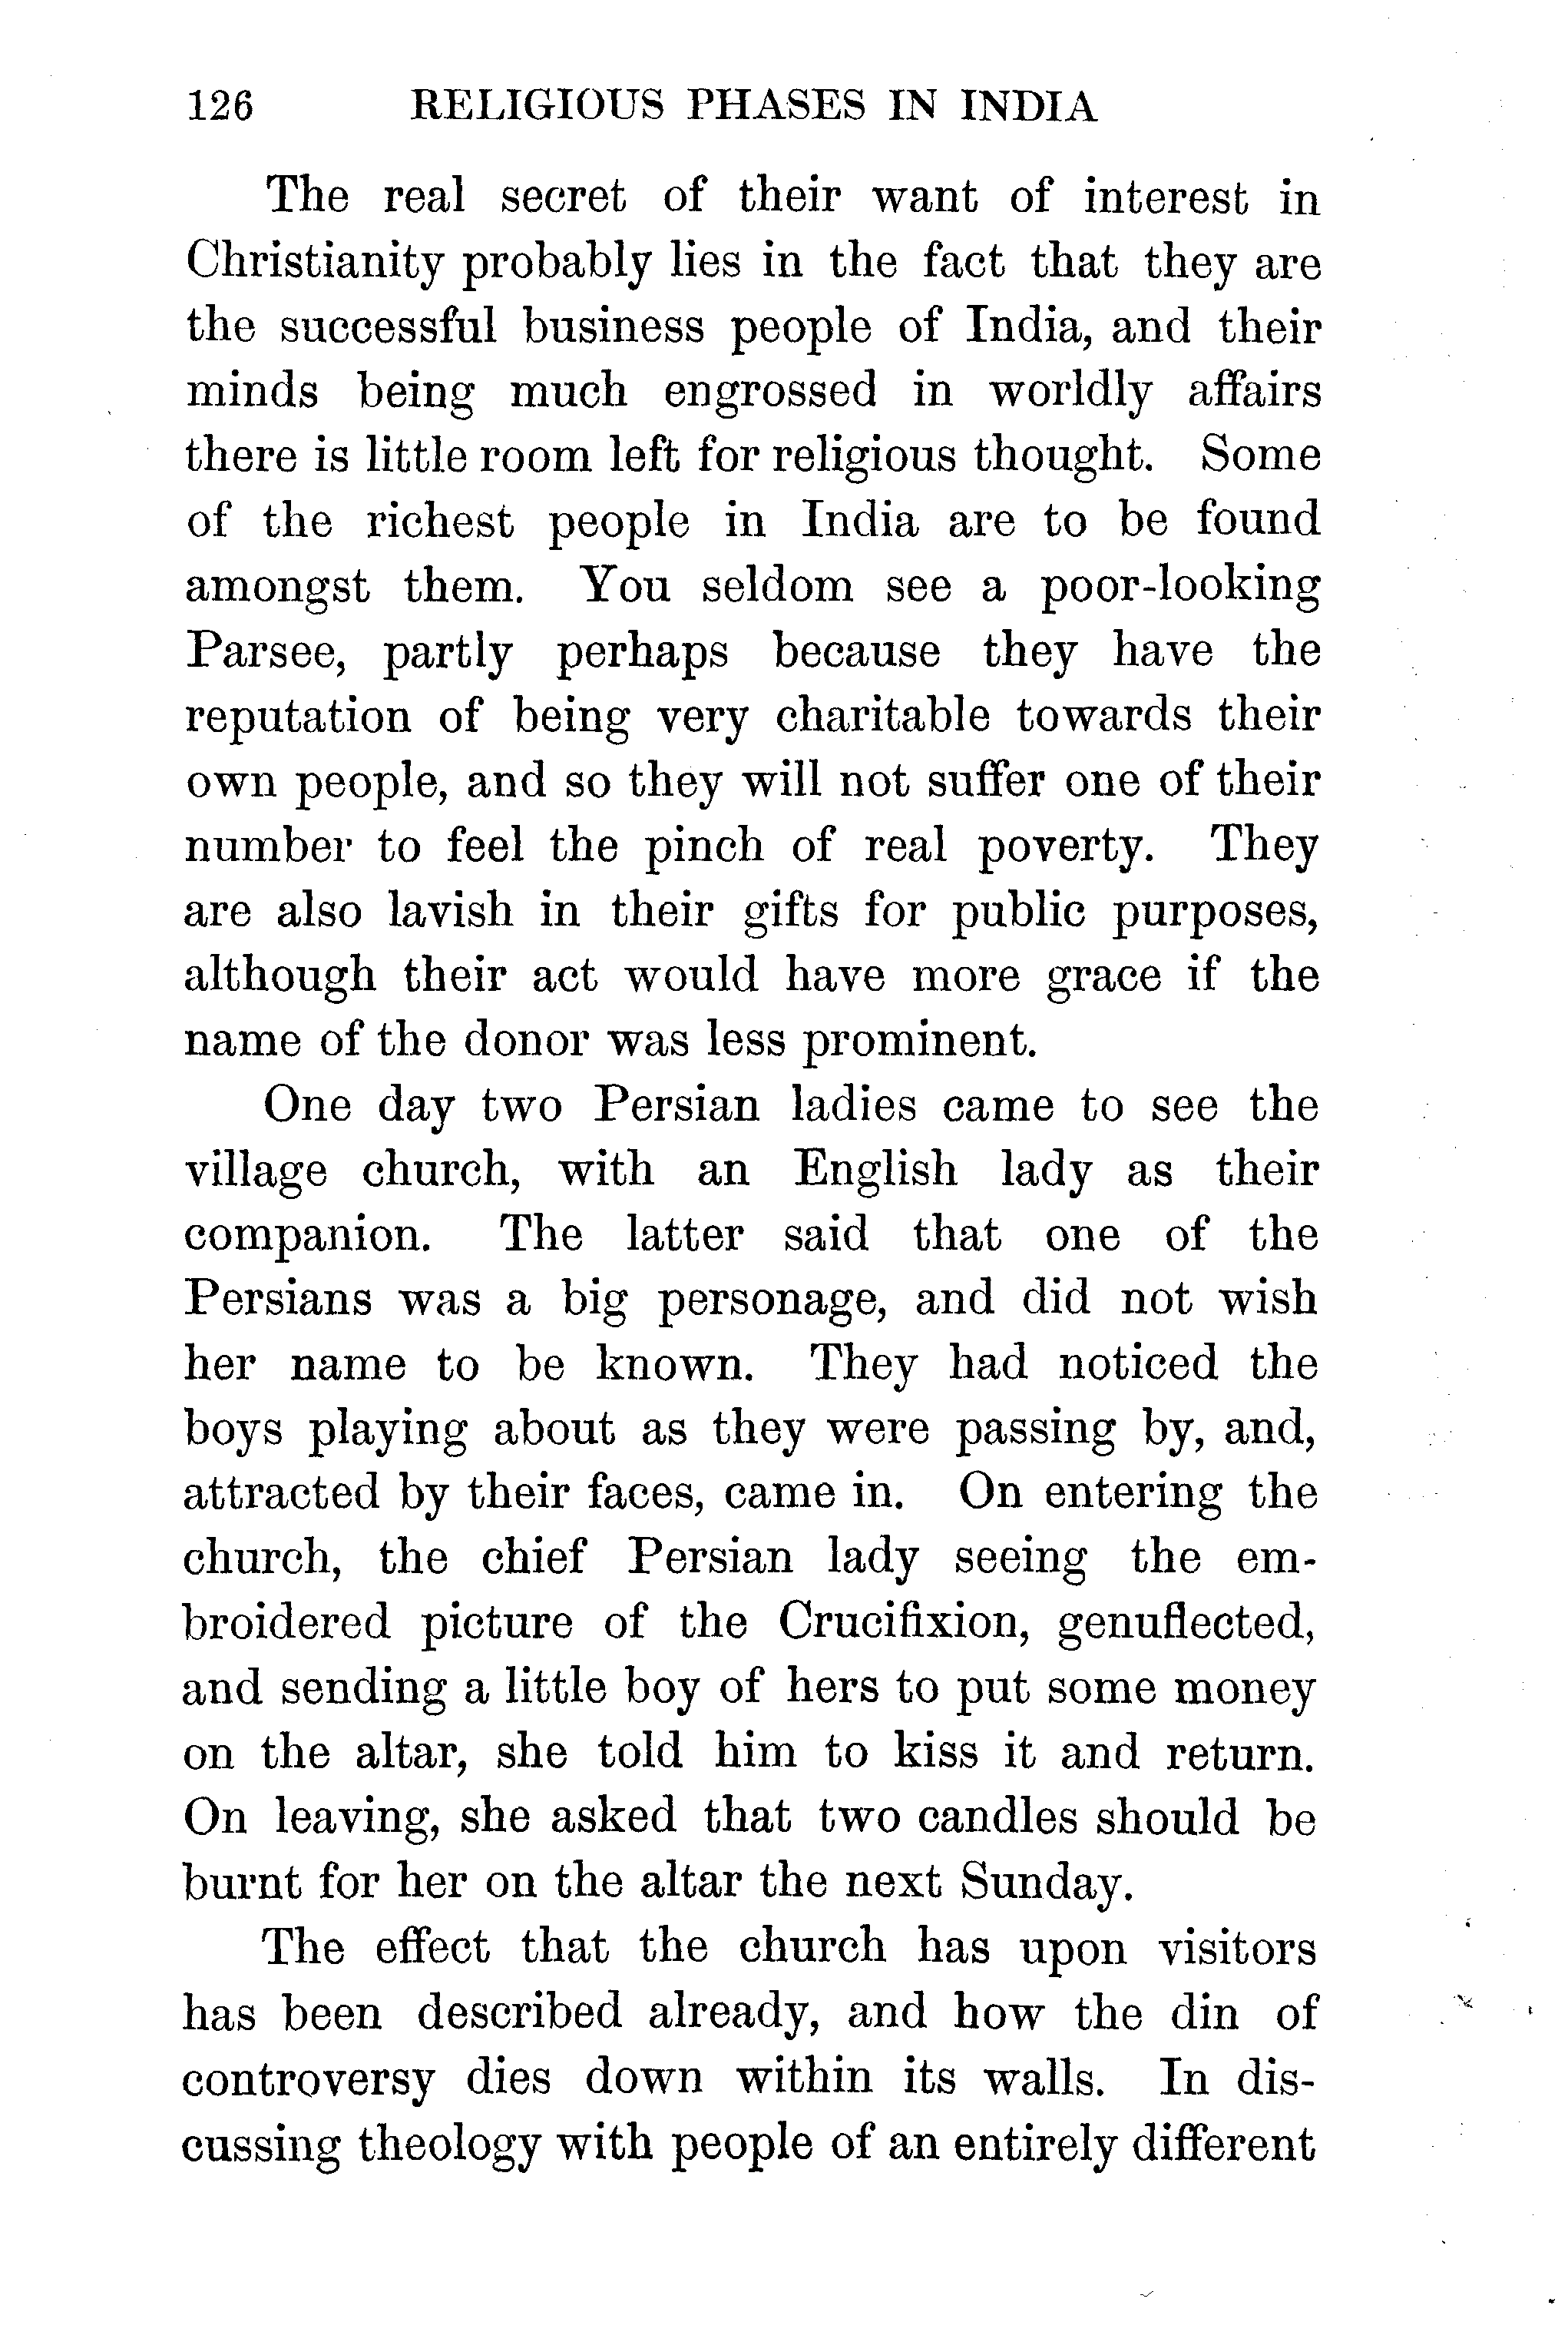 126 RELIGIOUS PHASES IN INDIA
The real secret of their want of interest in
Christianity probably lies in the fact that they are
the successful business people of India, and their
minds being much engrossed in worldly affairs
there is little room left for religious thought. Some
of the richest people in India are to be found
amongst them. You seldom see a poor-looking
Parsee, partly perhaps because they have the
reputation of being very charitable towards their
own people, and so they will not suffer one of their
number to feel the pinch of real poverty. They
are also lavish in their gifts for public purposes,
although their act would have more grace if the
name of the donor was less prominent.
One day two Persian ladies came to see the
village church, with an English lady as their
companion. The latter said that one of the
Persians was a big personage, and did not wish
her name to be known. They had noticed the
boys playing about as they were passing by, and,
attracted by their faces, came in. On entering the
church, the chief Persian lady seeing the em-
broidered picture of the Crucifixion, genuflected,
and sending a little boy of hers to put some money
on the altar, she told him to kiss it and return.
On leaving, she asked that two candles should be
burnt for her on the altar the next Sunday.
The effect that the church has upon visitors
has been described already, and how the din of
controversy dies down within its walls. In dis-
cussing theology with people of an entirely different